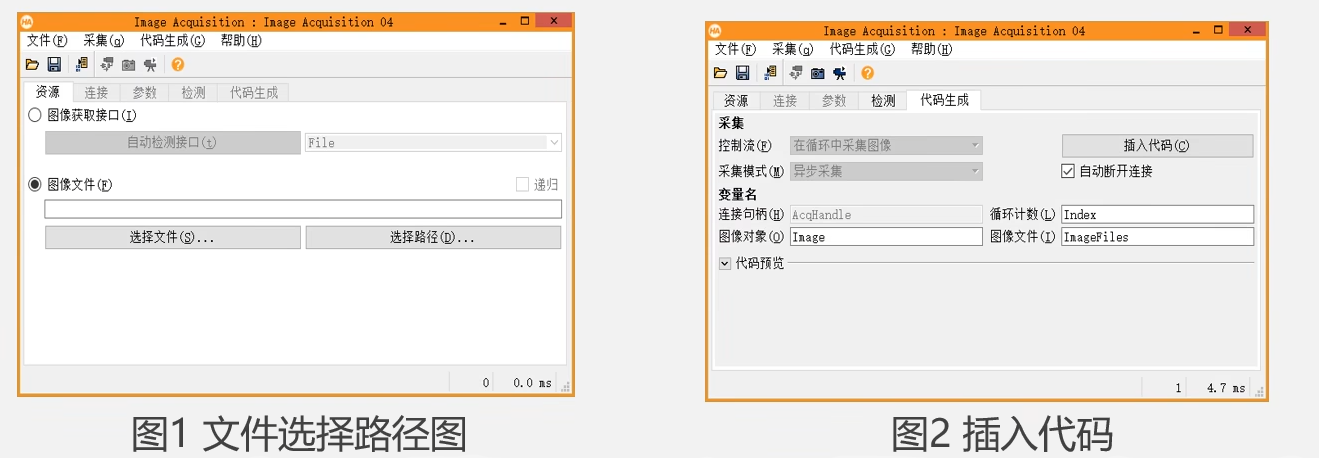 Image Acquisition : Image Acquisition 04
文件(F) 采集(q) 代码生成(G) 帮助(H)
资源 连接 参数 检测 代码生成
图像获取接口(I)
自动检测接口(t) File
图像文件(F) 递归
选择文件(S)... 选择路径(D)...
0 0.0 ms
图1 文件选择路径图
Image Acquisition : Image Acquisition 04
文件(F) 采集(q) 代码生成(G) 帮助(H)
资源 连接 参数 检测 代码生成
采集
控制流(F) 在循环中采集图像 插入代码(C)
采集模式(M) 异步采集 自动断开连接
变量名
连接句柄(H) AcqHandle 循环计数(L) Index
图像对象(O) Image 图像文件(I) ImageFiles
代码预览
1 4.7 ms
图2 插入代码